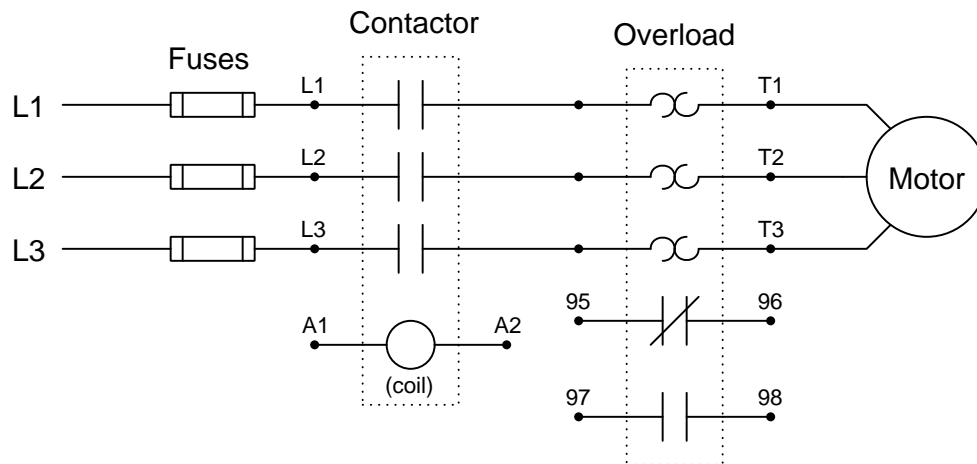 Contactor
Overload
Fuses
L1
L1
T1
L2
L2
T2
Motor
L3
L3
T3
95
96
A1
A2
(coil)
97
98